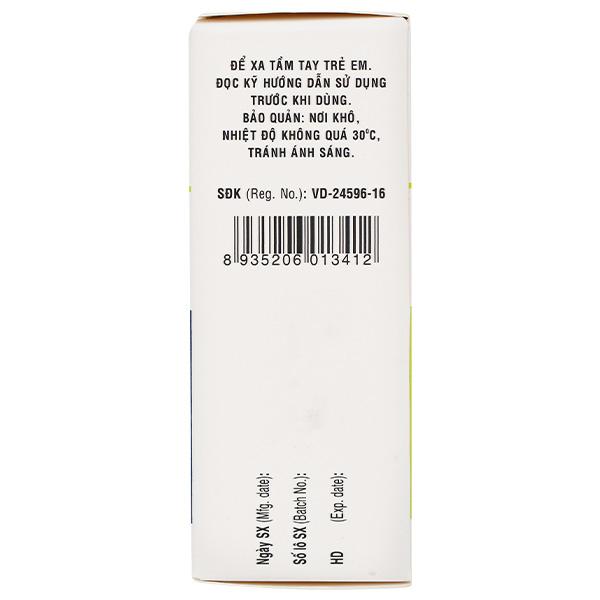 ĐỂ XA TẦM TAY TRẺ EM.
ĐỌC KỸ HƯỚNG DẪN SỬ DỤNG
TRƯỚC KHI DÙNG.
BẢO QUẢN: NƠI KHÔ,
NHIỆT ĐỘ KHÔNG QUÁ 30°C,
TRÁNH ÁNH SÁNG.
SĐK (Reg. No.): VD-24596-16
8 935206 013412
Ngày SX (Mfg. date):
Số lô SX (Batch No.):
HD (Exp. date):